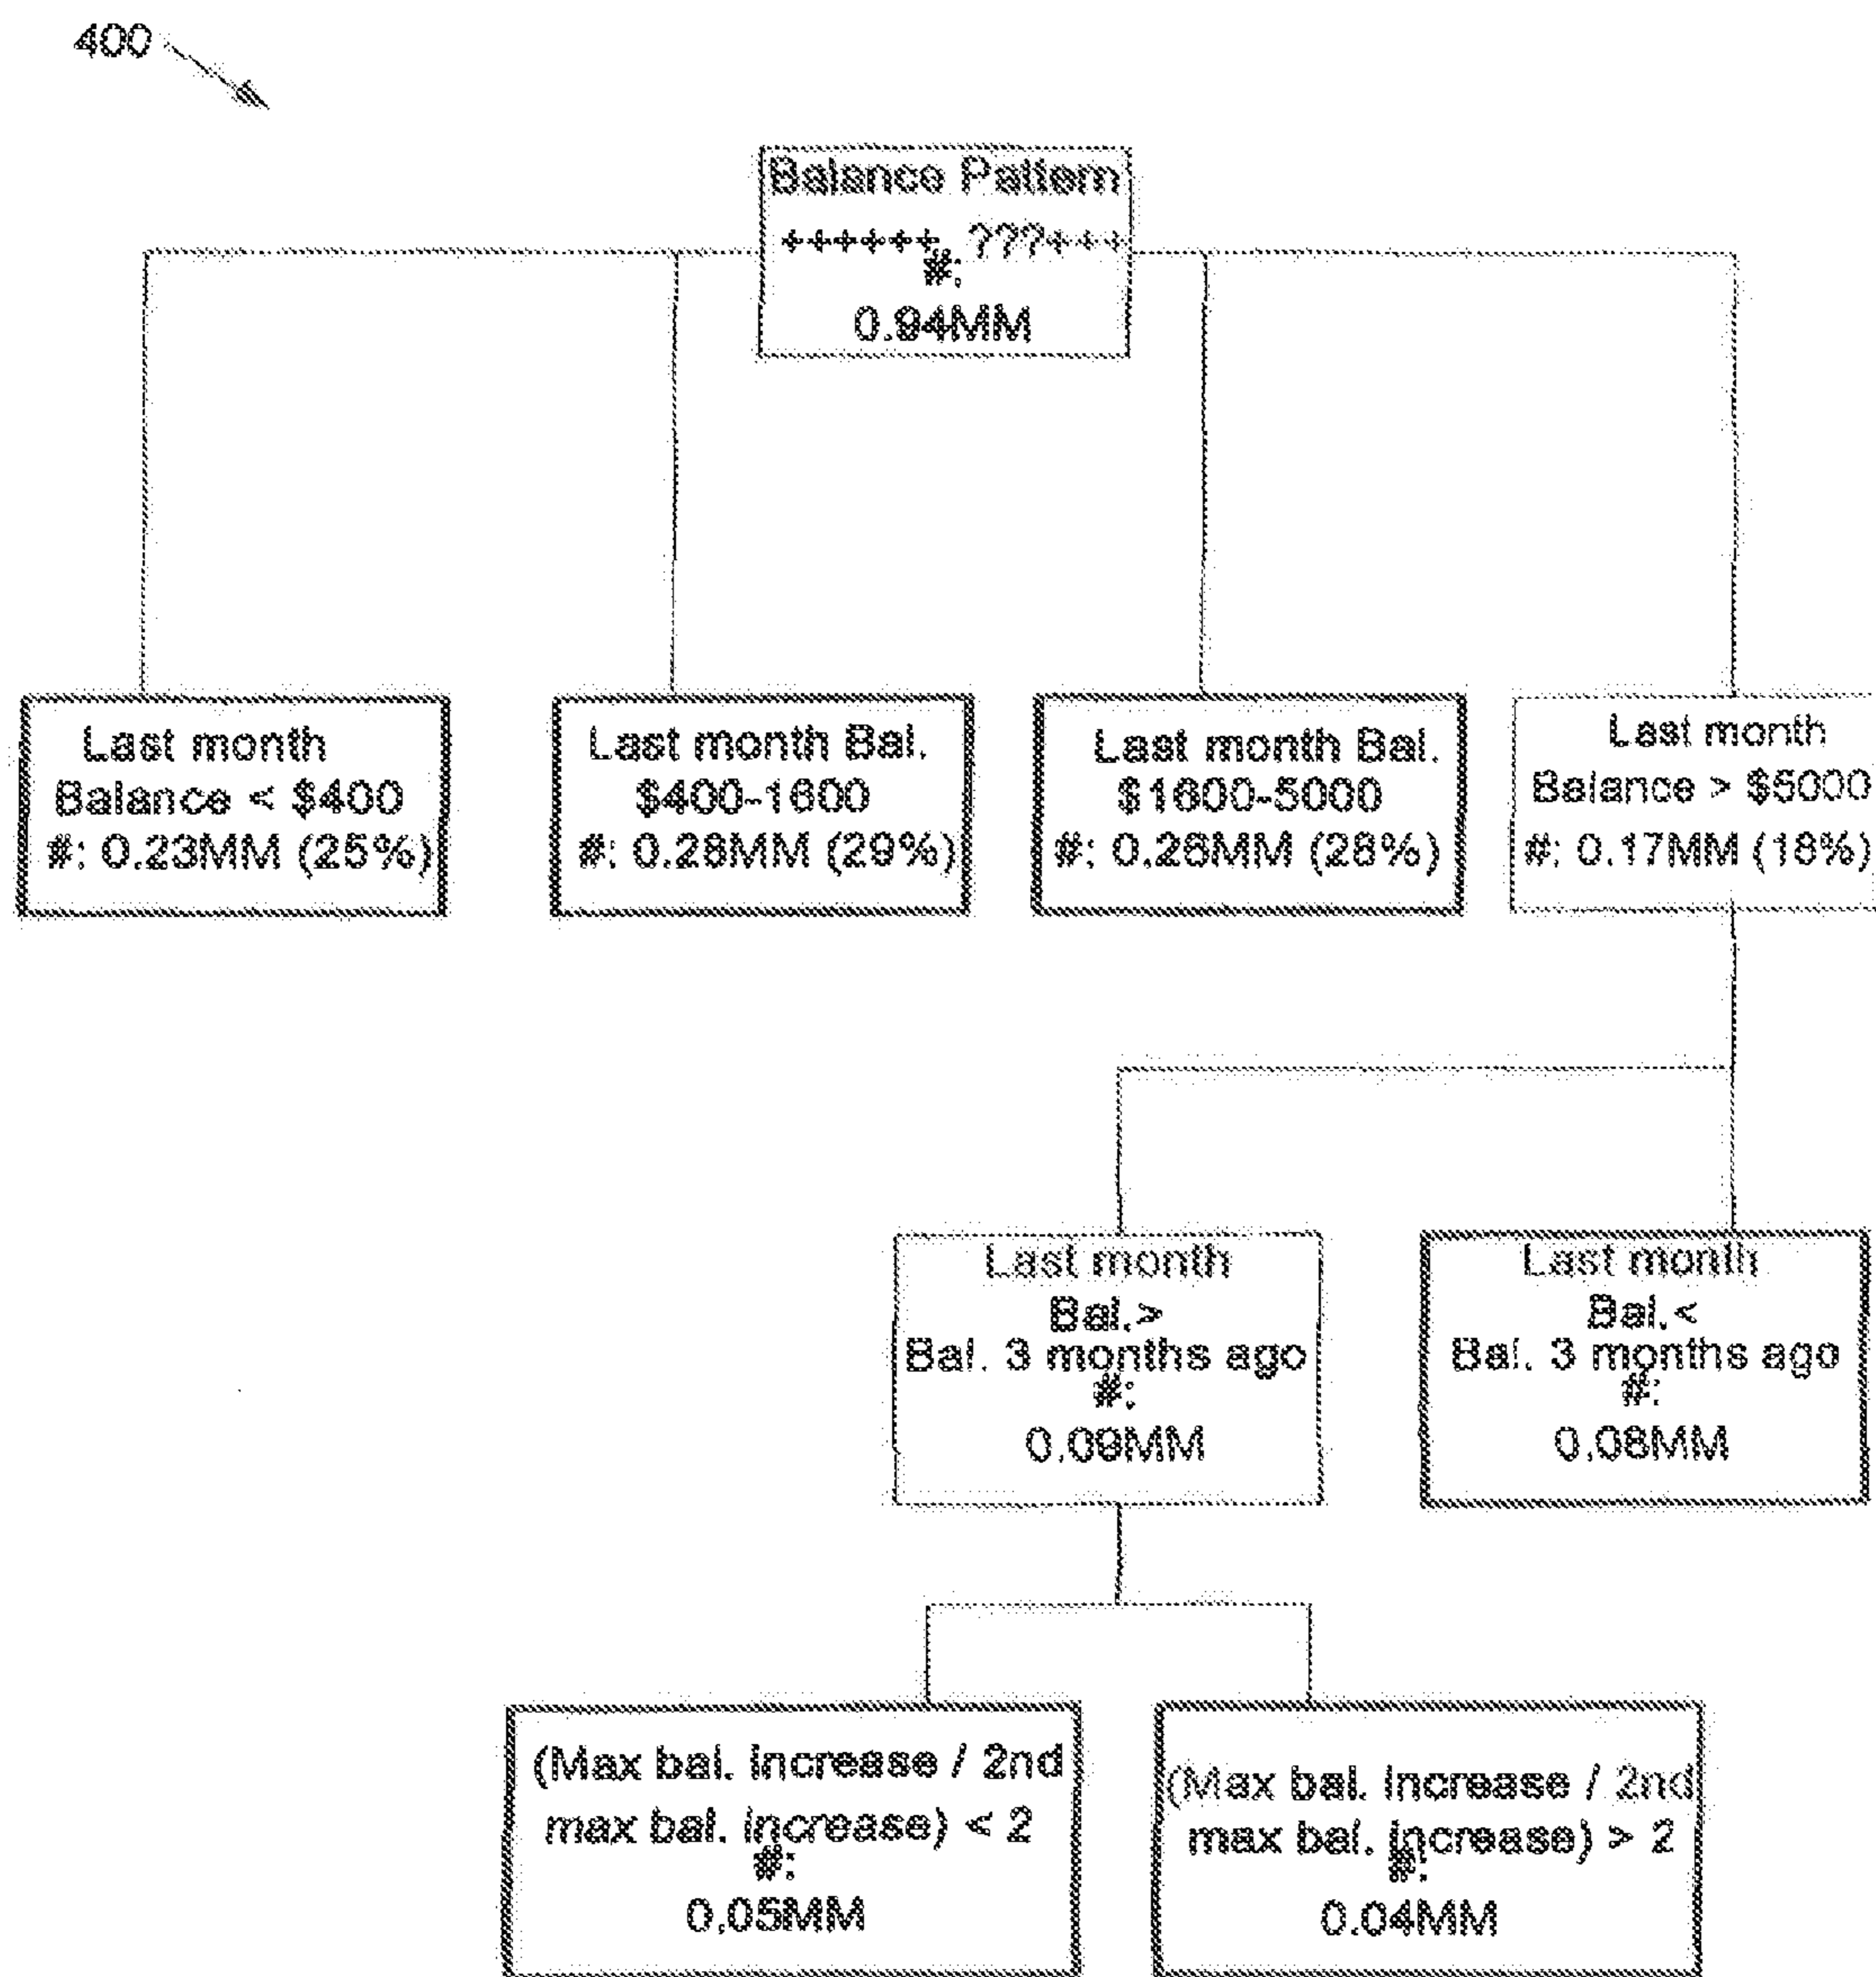 400
Balance Pattern
++++++, ???+++
#:
0.94MM
Last month
Balance < $400
#: 0.23MM (25%)
Last month Bal.
$400-1600
#: 0.28MM (29%)
Last month Bal.
$1600-5000
#: 0.26MM (28%)
Last month
Balance > $5000
#: 0.17MM (18%)
Last month
Bal.>
Bal. 3 months ago
#:
0.09MM
Last month
Bal.<
Bal. 3 months ago
#:
0.08MM
(Max bal. increase / 2nd
max bal. increase) < 2
#:
0.05MM
(Max bal. increase / 2nd
max bal. increase) > 2
#:
0.04MM